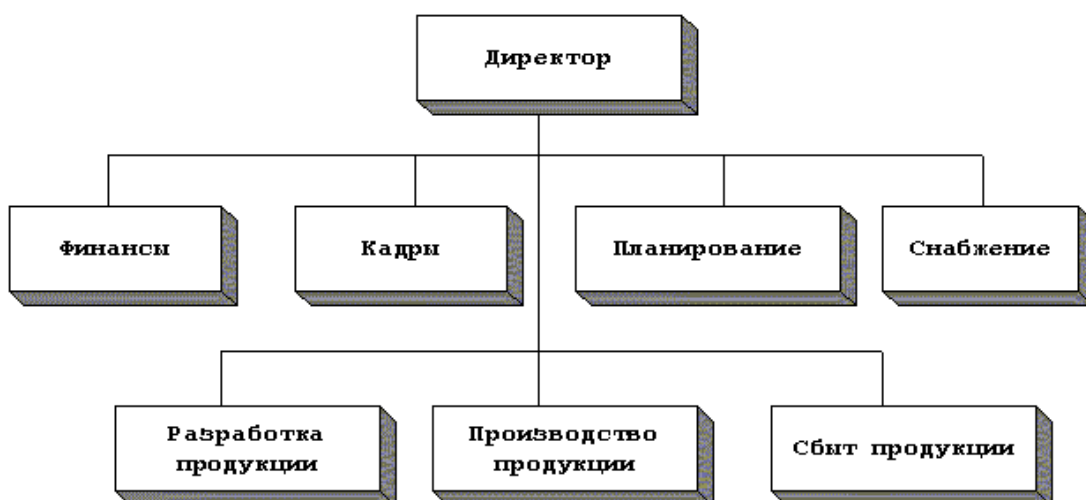 Директор
Финансы
Кадры
Планирование
Снабжение
Разработка
продукции
Производство
продукции
Сбыт продукции